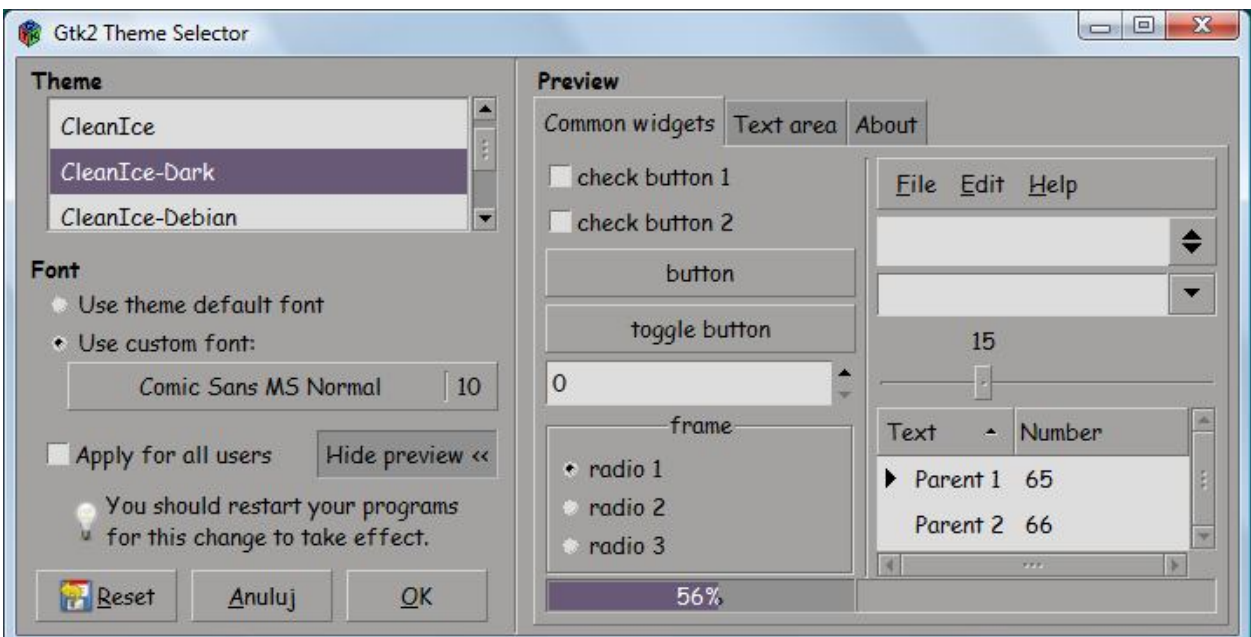 Gtk2 Theme Selector
Theme
CleanIce
CleanIce-Dark
CleanIce-Debian
Font
Use theme default font
Use custom font:
Comic Sans MS Normal 10
Apply for all users
Hide preview <<
You should restart your programs
for this change to take effect.
Reset
Anuluj
OK
Preview
Common widgets
Text area
About
check button 1
check button 2
button
toggle button
0
frame
radio 1
radio 2
radio 3
File Edit Help
15
Text Number
Parent 1 65
Parent 2 66
56%